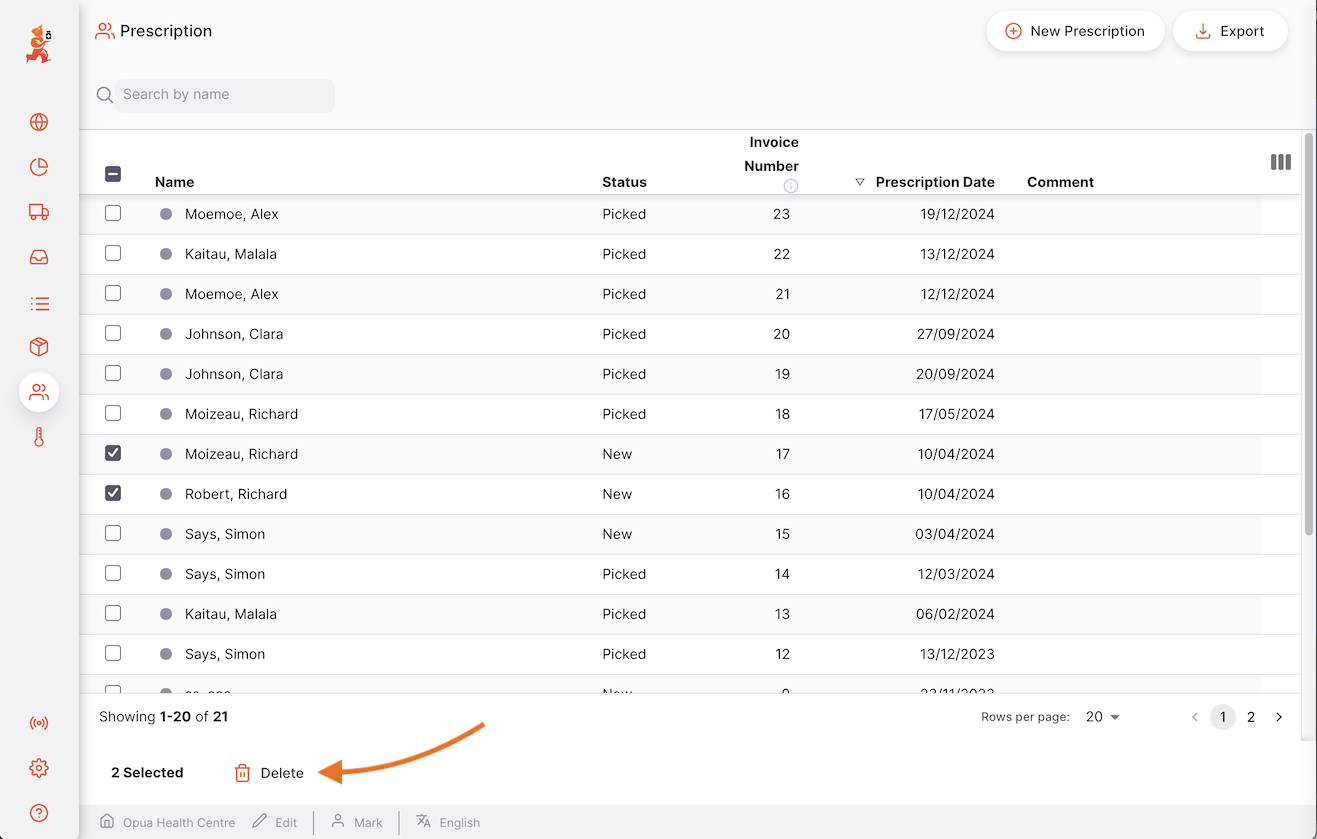 Prescription
New Prescription
Export
Search by name
Name Status Invoice Number Prescription Date Comment
Moemoe, Alex Picked 23 19/12/2024
Kaitau, Malala Picked 22 13/12/2024
Moemoe, Alex Picked 21 12/12/2024
Johnson, Clara Picked 20 27/09/2024
Johnson, Clara Picked 19 20/09/2024
Moizeau, Richard Picked 18 17/05/2024
Moizeau, Richard New 17 10/04/2024
Robert, Richard New 16 10/04/2024
Says, Simon New 15 03/04/2024
Says, Simon Picked 14 12/03/2024
Kaitau, Malala Picked 13 06/02/2024
Says, Simon Picked 12 13/12/2023
Showing 1-20 of 21 Rows per page: 20 1 2
2 Selected Delete
Opua Health Centre Edit Mark English